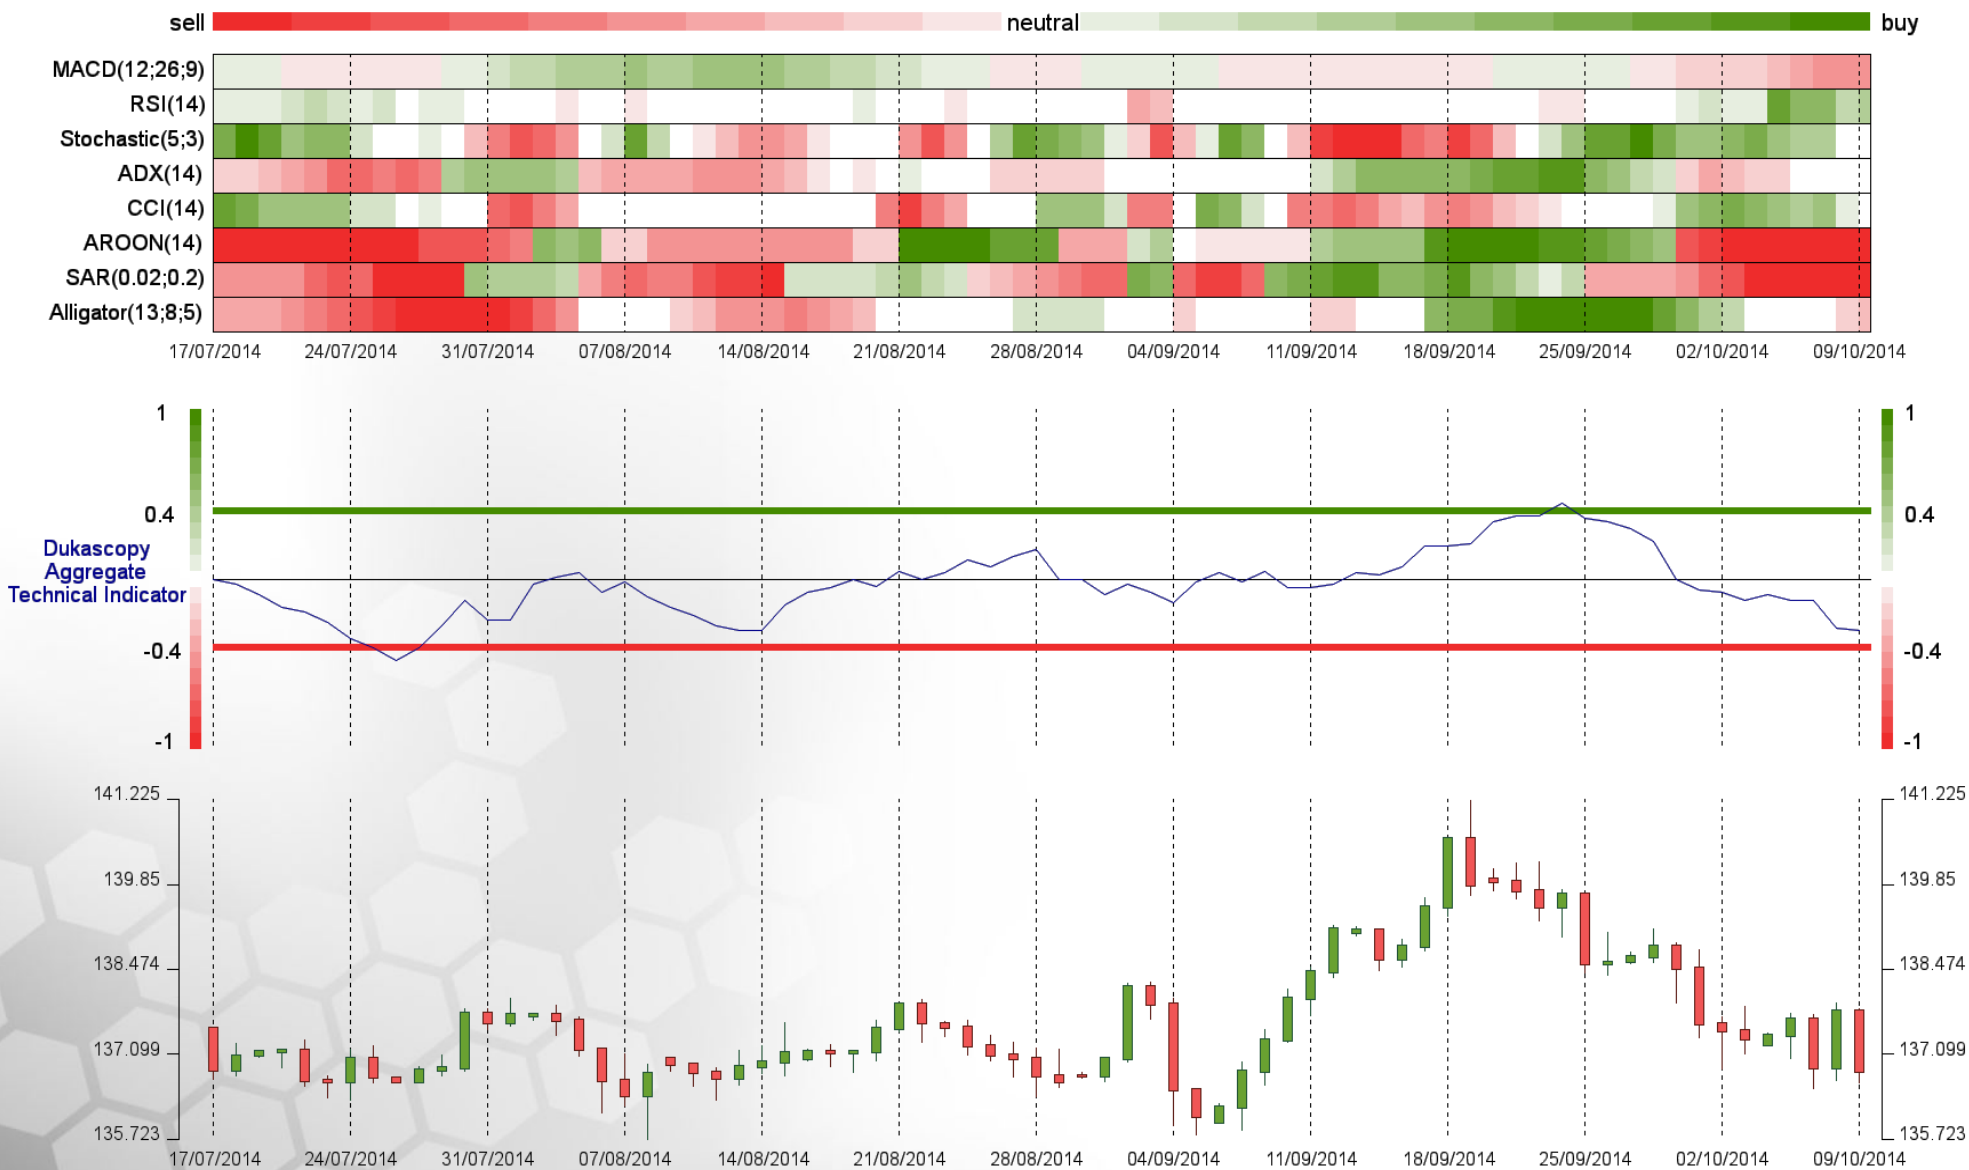 sell neutral buy
MACD(12;26;9)
RSI(14)
Stochastic(5;3)
ADX(14)
CCI(14)
AROON(14)
SAR(0.02;0.2)
Alligator(13;8;5)
17/07/2014 24/07/2014 31/07/2014 07/08/2014 14/08/2014 21/08/2014 28/08/2014 04/09/2014 11/09/2014 18/09/2014 25/09/2014 02/10/2014 09/10/2014
1 1
0.4 0.4
Dukascopy
Aggregate
Technical Indicator
-0.4 -0.4
-1 -1
141.225 141.225
139.85 139.85
138.474 138.474
137.099 137.099
135.723 135.723
17/07/2014 24/07/2014 31/07/2014 07/08/2014 14/08/2014 21/08/2014 28/08/2014 04/09/2014 11/09/2014 18/09/2014 25/09/2014 02/10/2014 09/10/2014